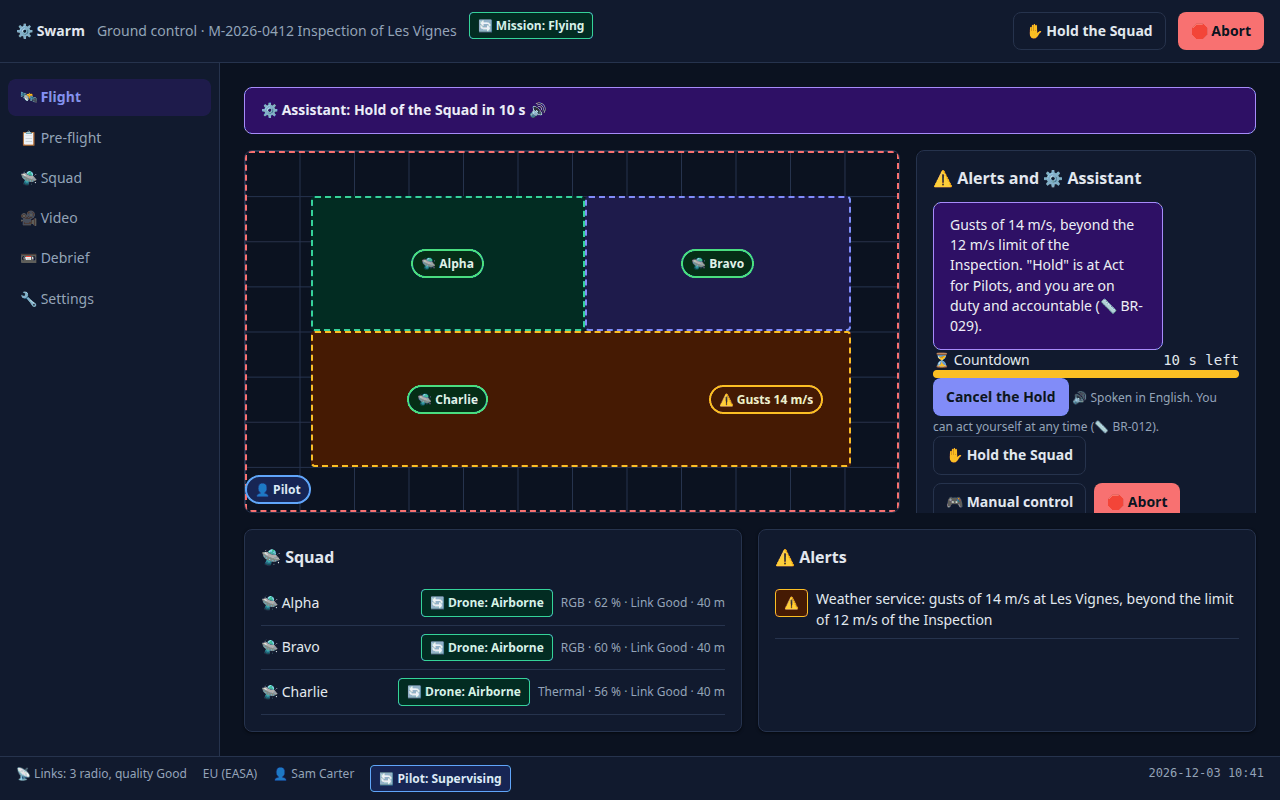 ⚙️ Swarm Ground control · M-2026-0412 Inspection of Les Vignes 🔄 Mission: Flying ✋ Hold the Squad 🛑 Abort
🛰️ Flight
📋 Pre-flight
🛸 Squad
🎥 Video
📼 Debrief
🔧 Settings
⚙️ Assistant: Hold of the Squad in 10 s 🔊
🛸 Alpha
🛸 Bravo
🛸 Charlie
⚠️ Gusts 14 m/s
👤 Pilot
⚠️ Alerts and ⚙️ Assistant
Gusts of 14 m/s, beyond the
12 m/s limit of the
Inspection. "Hold" is at Act
for Pilots, and you are on
duty and accountable (📏 BR-
029).
⏳ Countdown 10 s left
Cancel the Hold 🔊 Spoken in English. You
can act yourself at any time (📏 BR-012).
✋ Hold the Squad
🎮 Manual control 🛑 Abort
🛸 Squad
🛸 Alpha 🔄 Drone: Airborne RGB · 62 % · Link Good · 40 m
🛸 Bravo 🔄 Drone: Airborne RGB · 60 % · Link Good · 40 m
🛸 Charlie 🔄 Drone: Airborne Thermal · 56 % · Link Good · 40 m
⚠️ Alerts
⚠️ Weather service: gusts of 14 m/s at Les Vignes, beyond the limit
of 12 m/s of the Inspection
📡 Links: 3 radio, quality Good EU (EASA) 👤 Sam Carter 🔄 Pilot: Supervising 2026-12-03 10:41